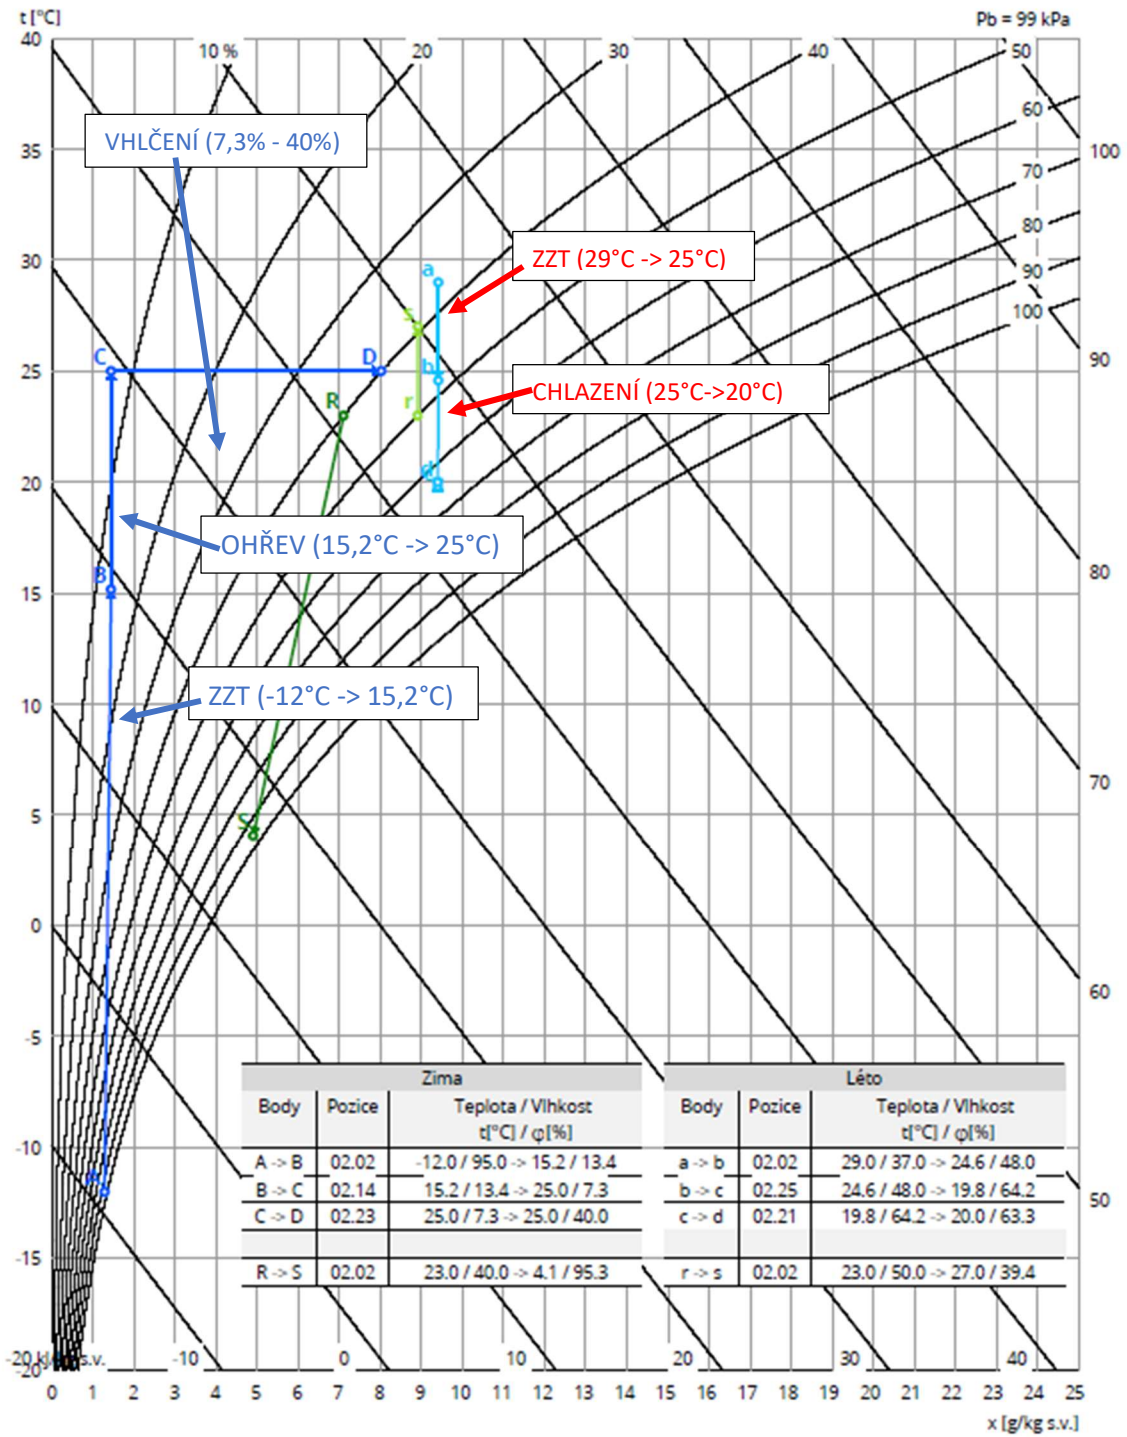 t [°C]
Pb = 99 kPa
40
10 %
20
30
40
50
60
VHLČENÍ (7,3% - 40%)
35
100
70
80
ZZT (29°C -> 25°C)
30
a
90
100
s
C
D
b
90
25
CHLAZENÍ (25°C->20°C)
R
r
d
20
OHŘEV (15,2°C -> 25°C)
B
80
15
ZZT (-12°C -> 15,2°C)
10
70
5
S
0
60
-5
Zima
Body Pozice Teplota / Vlhkost
t[°C] / φ[%]
A -> B 02.02 -12.0 / 95.0 -> 15.2 / 13.4
B -> C 02.14 15.2 / 13.4 -> 25.0 / 7.3
C -> D 02.23 25.0 / 7.3 -> 25.0 / 40.0
R -> S 02.02 23.0 / 40.0 -> 4.1 / 95.3
Léto
Body Pozice Teplota / Vlhkost
t[°C] / φ[%]
a -> b 02.02 29.0 / 37.0 -> 24.6 / 48.0
b -> c 02.25 24.6 / 48.0 -> 19.8 / 64.2
c -> d 02.21 19.8 / 64.2 -> 20.0 / 63.3
r -> s 02.02 23.0 / 50.0 -> 27.0 / 39.4
-10
A
50
-15
-20 kJ/kg s.v.
-10
0
10
20
30
40
-20
0 1 2 3 4 5 6 7 8 9 10 11 12 13 14 15 16 17 18 19 20 21 22 23 24 25
x [g/kg s.v.]